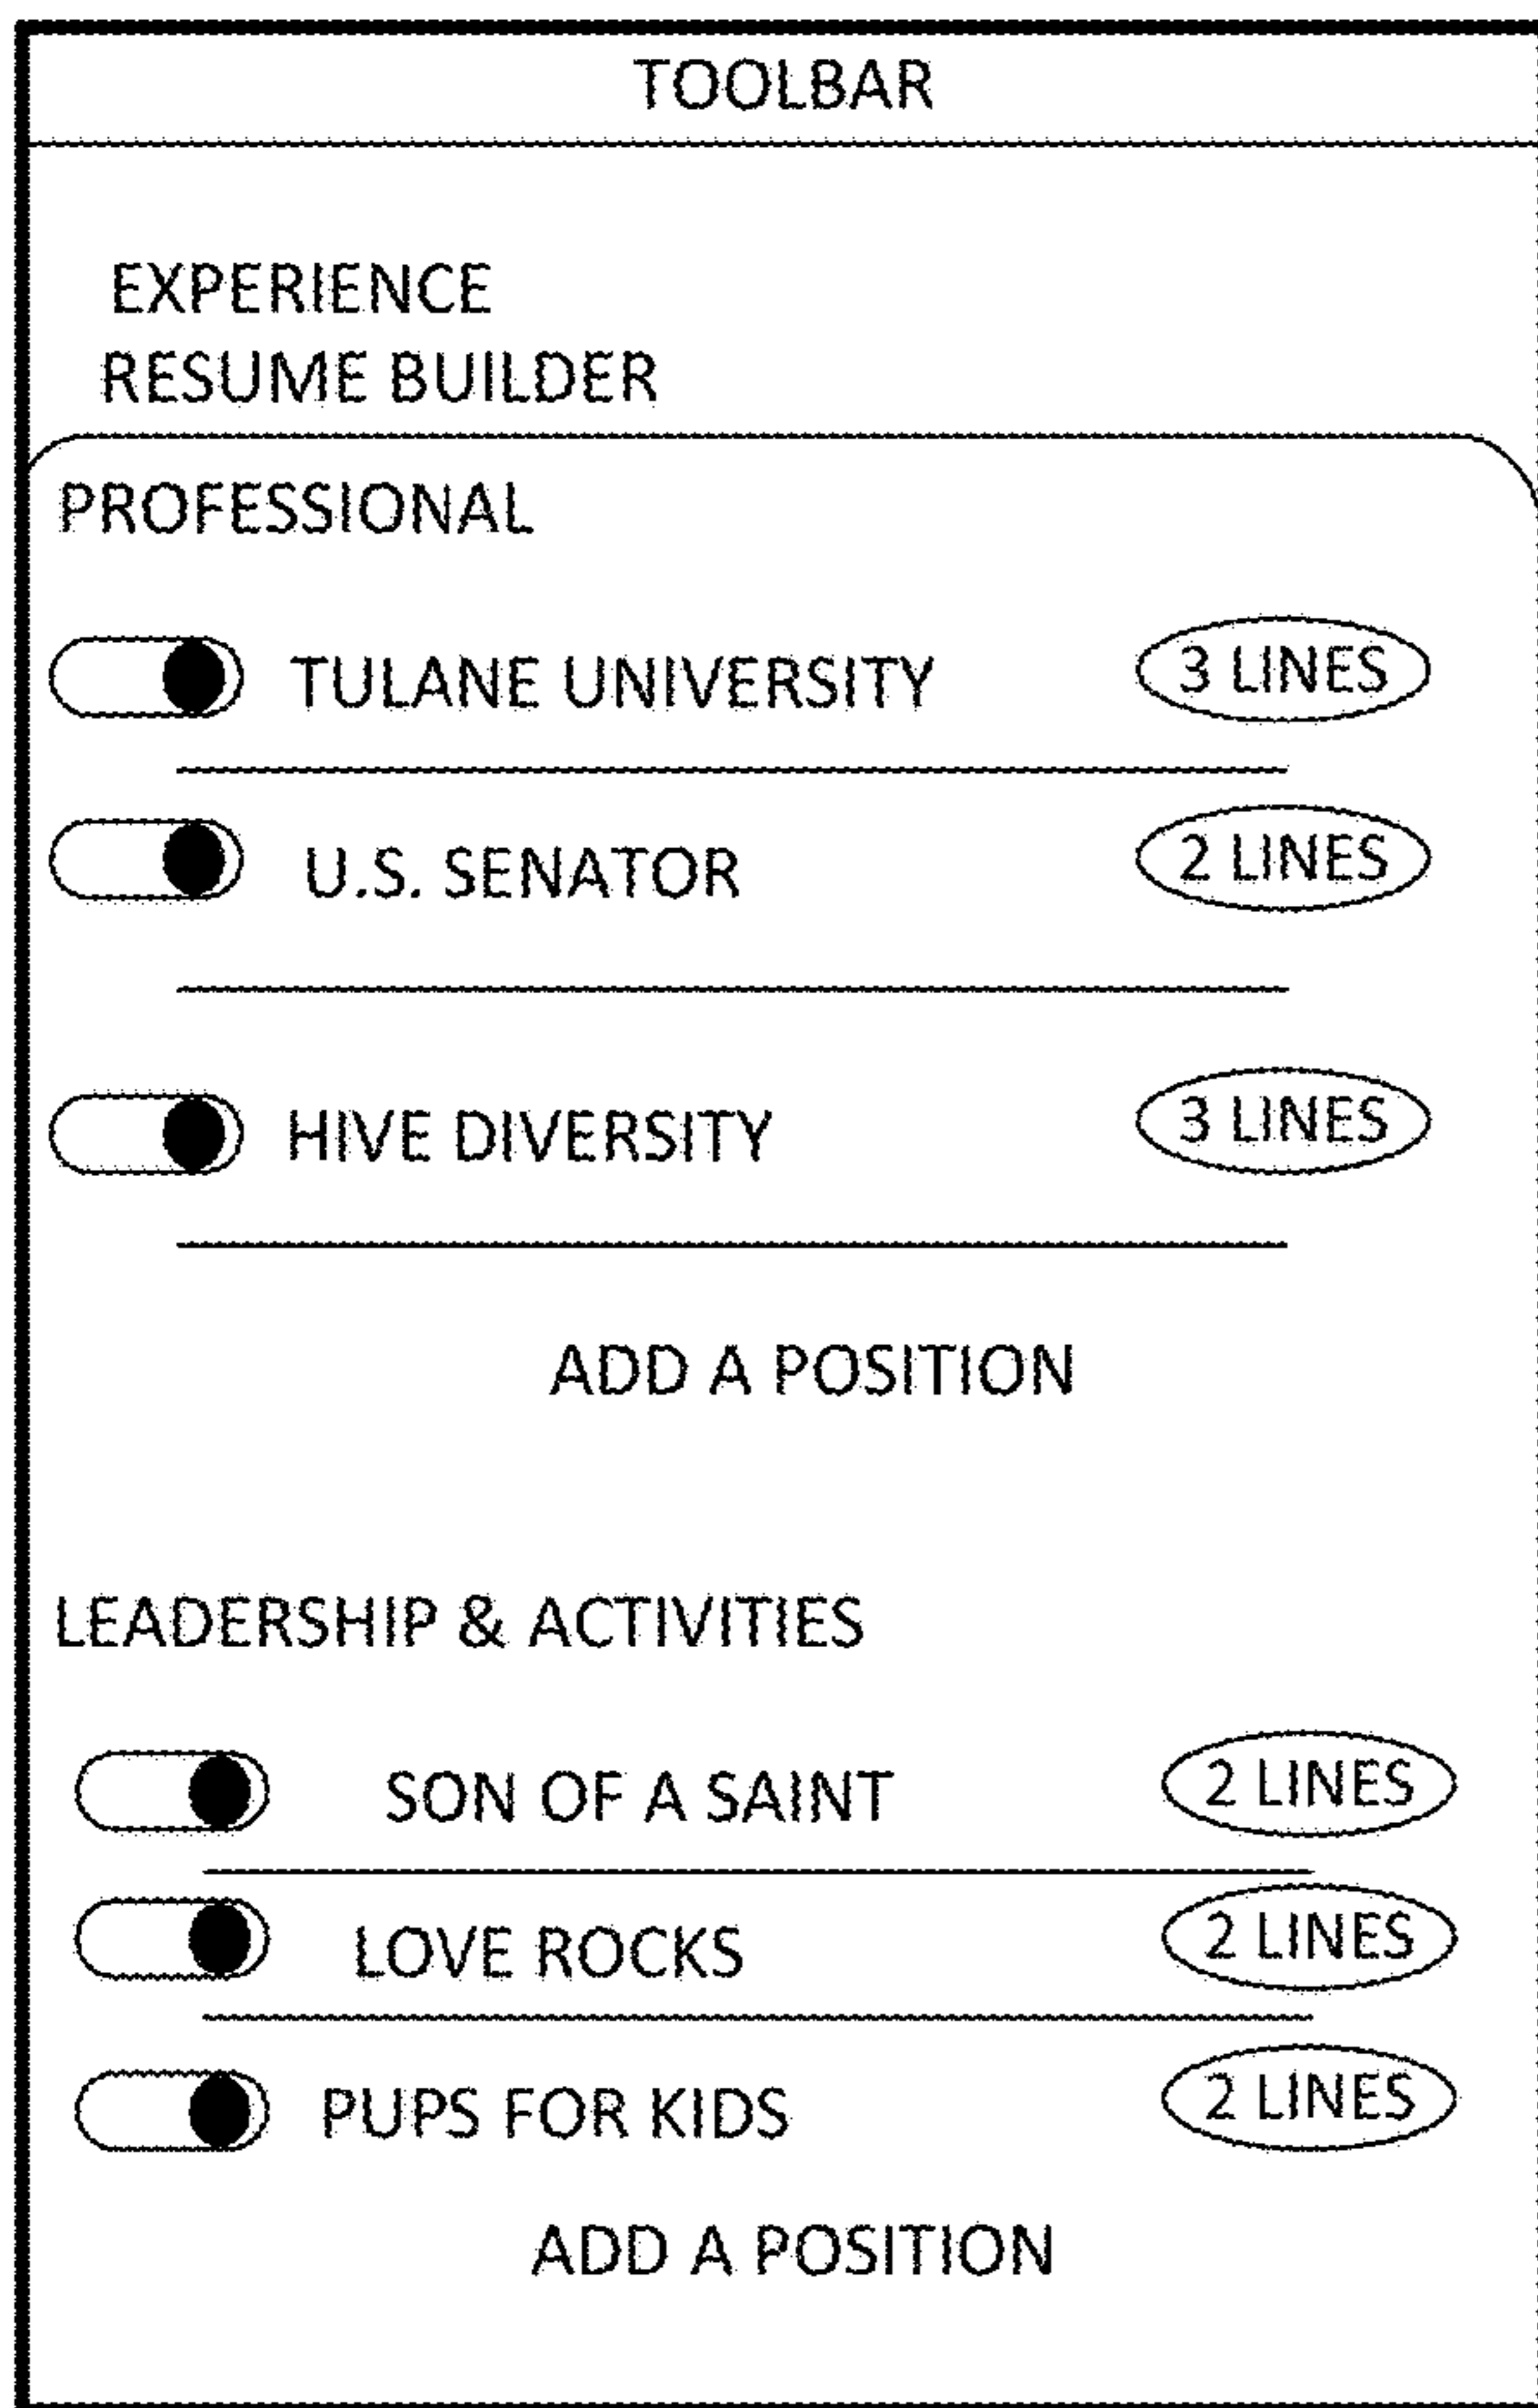 TOOLBAR
EXPERIENCE
RESUME BUILDER
PROFESSIONAL
TULANE UNIVERSITY 3 LINES
U.S. SENATOR 2 LINES
HIVE DIVERSITY 3 LINES
ADD A POSITION
LEADERSHIP & ACTIVITIES
SON OF A SAINT 2 LINES
LOVE ROCKS 2 LINES
PUPS FOR KIDS 2 LINES
ADD A POSITION